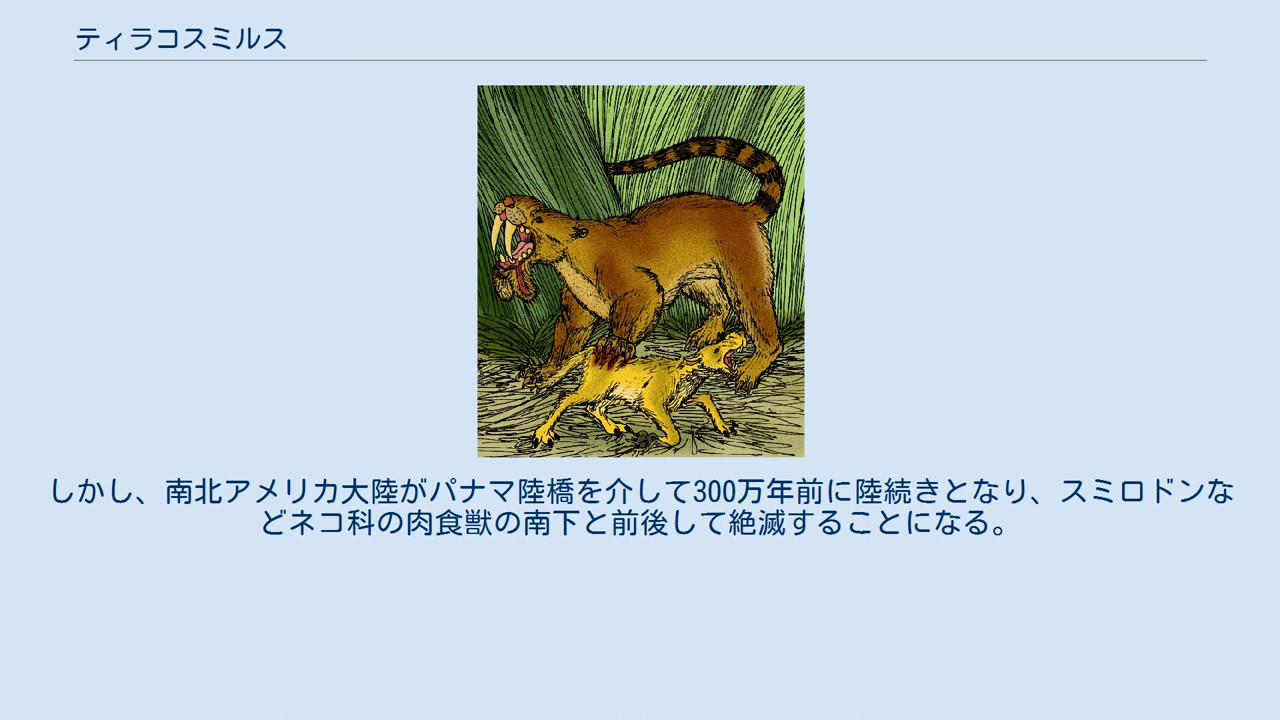 ティラコスミルス
しかし、南北アメリカ大陸がパナマ陸橋を介して300万年前に陸続きとなり、スミロドンな
どネコ科の肉食獣の南下と前後して絶滅することになる。